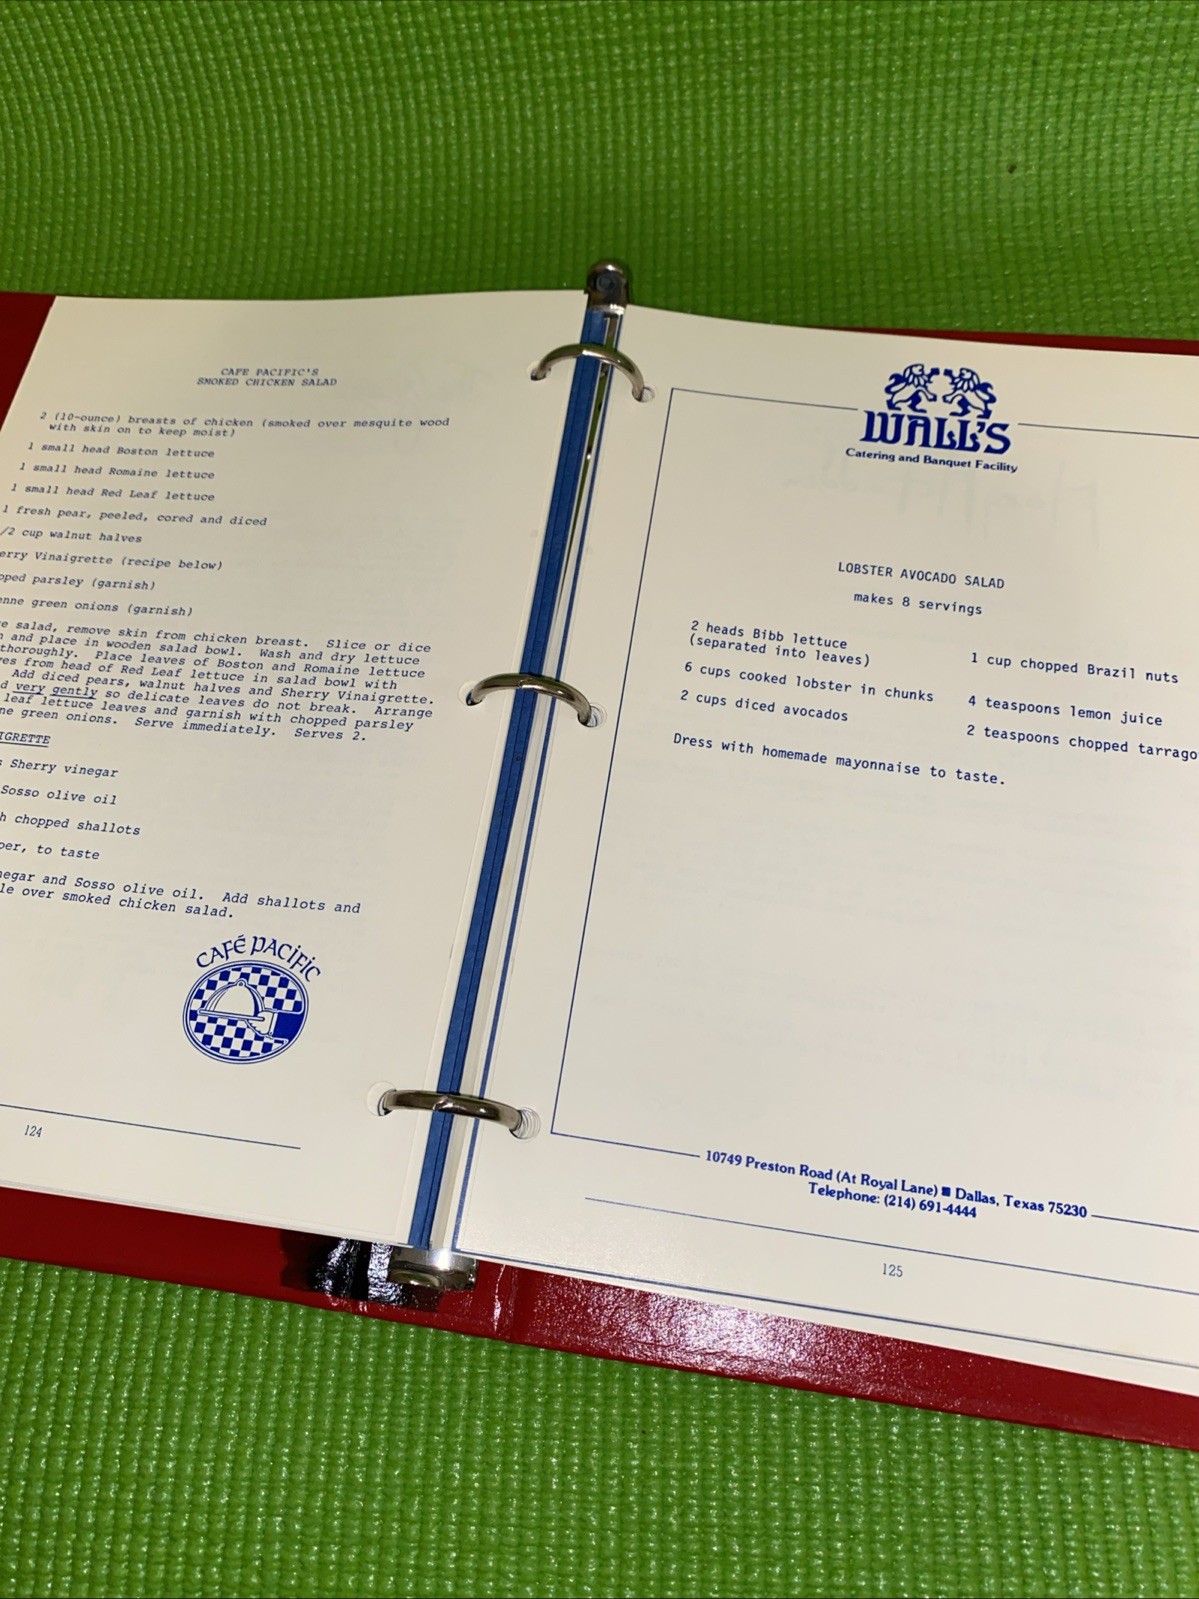 CAFE PACIFIC'S
SMOKED CHICKEN SALAD
2 (10-ounce) breasts of chicken (smoked over mesquite wood
with skin on to keep moist)
1 small head Boston lettuce
1 small head Romaine lettuce
1 small head Red Leaf lettuce
1 fresh pear, peeled, cored and diced
/2 cup walnut halves
erry Vinaigrette (recipe below)
pped parsley (garnish)
enne green onions (garnish)
salad, remove skin from chicken breast. Slice or dice
and place in wooden salad bowl. Wash and dry lettuce
thoroughly. Place leaves of Boston and Romaine lettuce
ves from head of Red Leaf lettuce in salad bowl with
Add diced pears, walnut halves and Sherry Vinaigrette.
d very gently so delicate leaves do not break. Arrange
leaf lettuce leaves and garnish with chopped parsley
ne green onions. Serve immediately. Serves 2.
IGRETTE
s Sherry vinegar
Sosso olive oil
h chopped shallots
per, to taste
negar and Sosso olive oil. Add shallots and
le over smoked chicken salad.
CAFÉ PACIFIC
124
WALL'S
Catering and Banquet Facility
LOBSTER AVOCADO SALAD
makes 8 servings
2 heads Bibb lettuce
(separated into leaves)
6 cups cooked lobster in chunks
2 cups diced avocados
1 cup chopped Brazil nuts
4 teaspoons lemon juice
2 teaspoons chopped tarrago
Dress with homemade mayonnaise to taste.
10749 Preston Road (At Royal Lane) ■ Dallas, Texas 75230
Telephone: (214) 691-4444
125